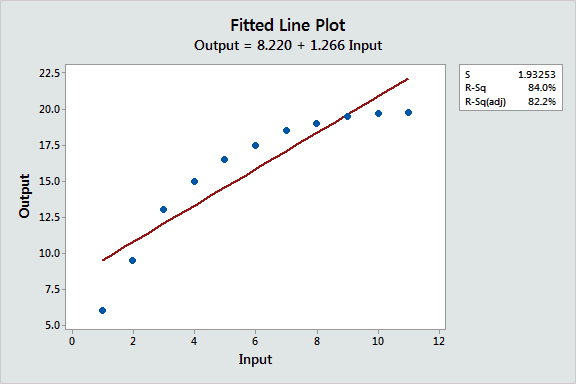 Fitted Line Plot
Output = 8.220 + 1.266 Input
S 1.93253
R-Sq 84.0%
R-Sq(adj) 82.2%
22.5
20.0
17.5
15.0
12.5
10.0
7.5
5.0
Output
0 2 4 6 8 10 12
Input